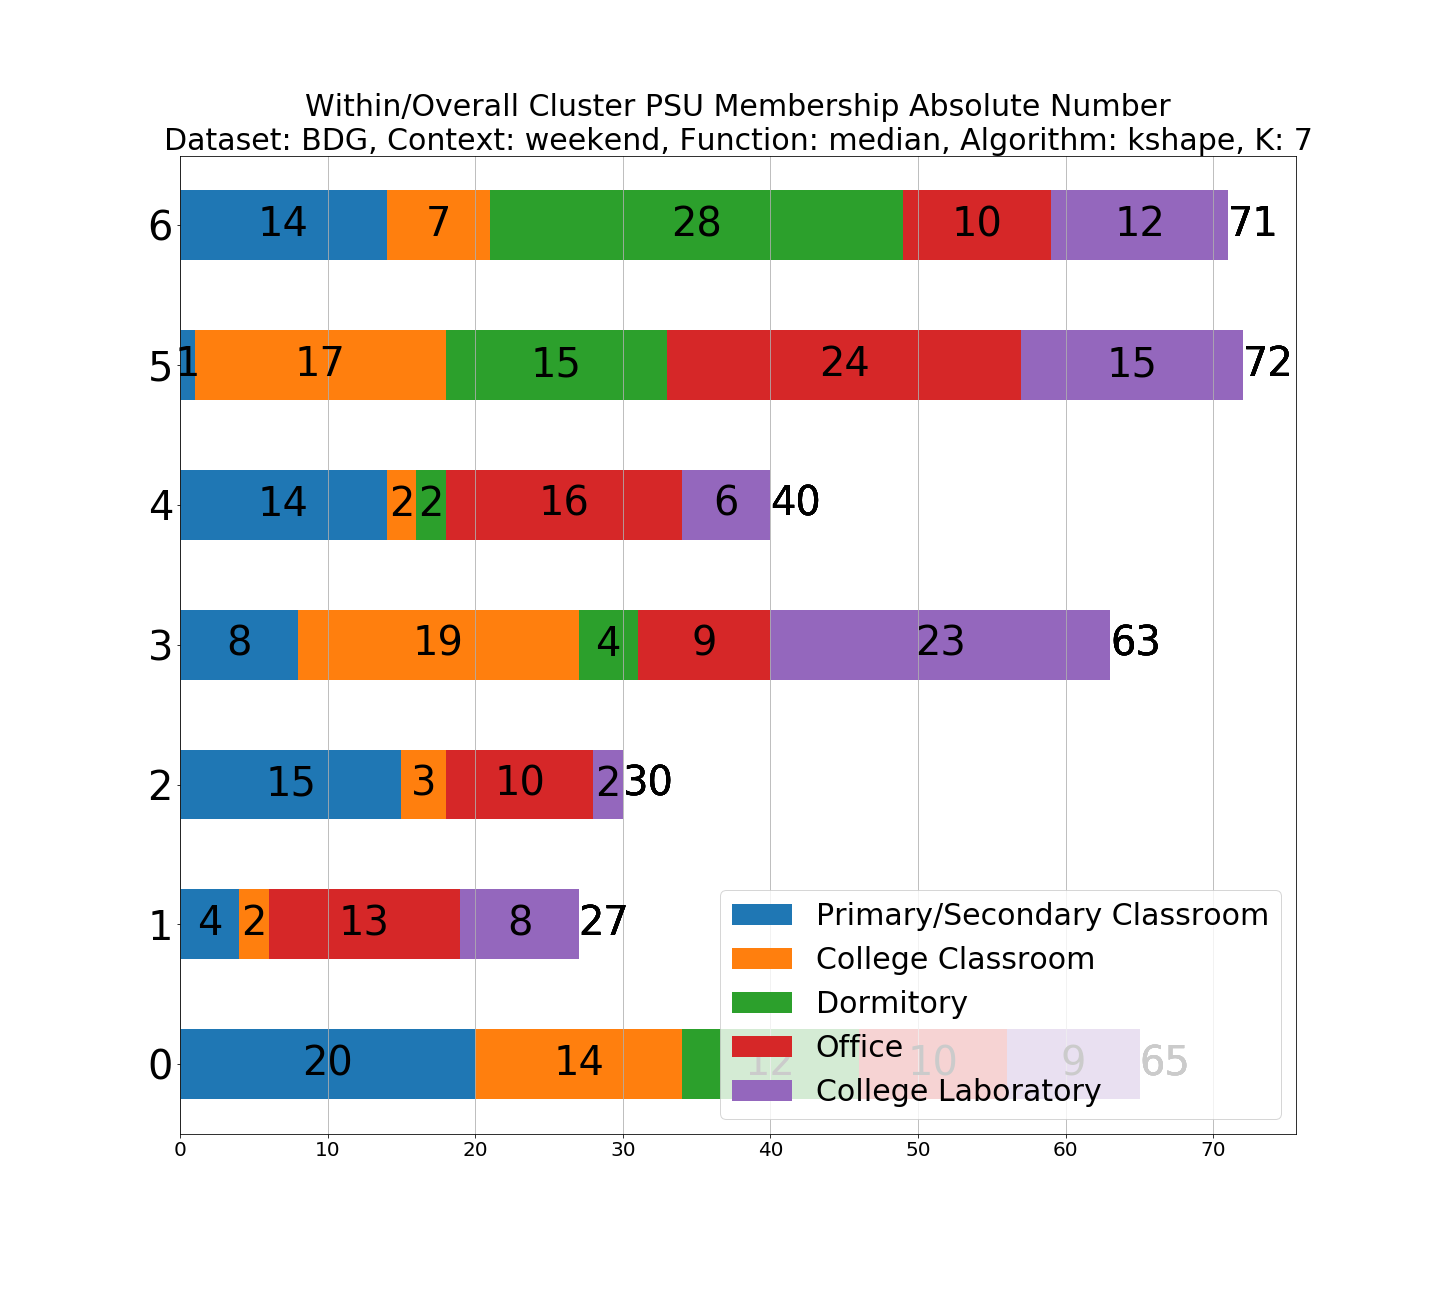 Within/Overall Cluster PSU Membership Absolute Number
Dataset: BDG, Context: weekend, Function: median, Algorithm: kshape, K: 7
6 14 7 28 10 12 71
5 1 17 15 24 15 72
4 14 2 2 16 6 40
3 8 19 4 9 23 63
2 15 3 10 2 30
1 4 2 13 8 27
Primary/Secondary Classroom
College Classroom
Dormitory
Office
College Laboratory
0 20 14 12 10 9 65
0 10 20 30 40 50 60 70